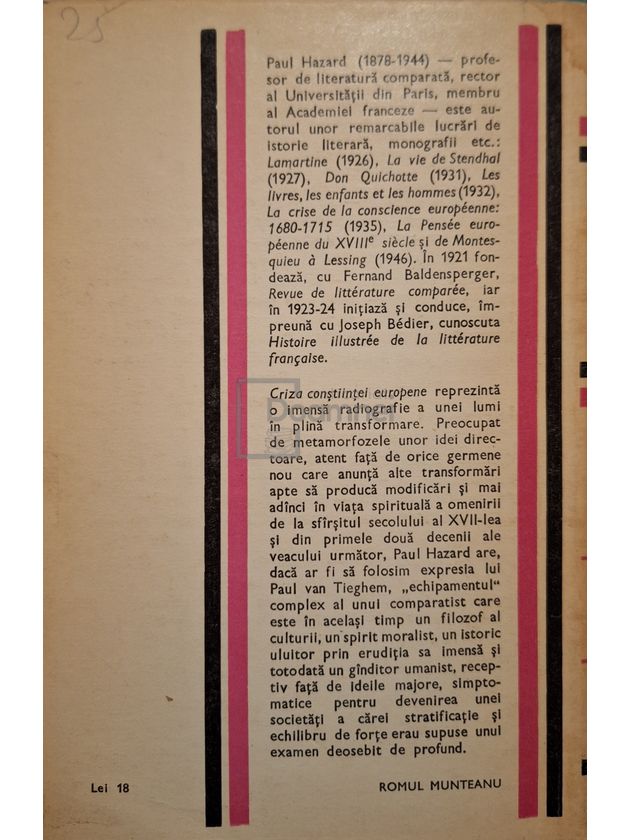 25
Paul Hazard (1878-1944) — profe-
sor de literatură comparată, rector
al Universității din Paris, membru
al Academiei franceze — este au-
torul unor remarcabile lucrări de
istorie literară, monografii etc.:
Lamartine (1926), La vie de Stendhal
(1927), Don Quichotte (1931), Les
livres, les enfants et les hommes (1932),
La crise de la conscience européenne:
1680-1715 (1935), La Pensée euro-
péenne du XVIIIe siècle și de Montes-
quieu à Lessing (1946). În 1921 fon-
dează, cu Fernand Baldensperger,
Revue de littérature comparée, iar
în 1923-24 inițiază și conduce, îm-
preună cu Joseph Bédier, cunoscuta
Histoire illustrée de la littérature
française.
Criza conștiinței europene reprezintă
o imensă radiografie a unei lumi
în plină transformare. Preocupat
de metamorfozele unor idei direc-
toare, atent față de orice germene
nou care anunță alte transformări
apte să producă modificări și mai
adînci în viața spirituală a omenirii
de la sfîrșitul secolului al XVII-lea
și din primele două decenii ale
veacului următor, Paul Hazard are,
dacă ar fi să folosim expresia lui
Paul van Tieghem, „echipamentul“
complex al unui comparatist care
este în același timp un filozof al
culturii, un spirit moralist, un istoric
uluitor prin erudiția sa imensă și
totodată un gînditor umanist, recep-
tiv față de ideile majore, simpto-
matice pentru devenirea unei
societăți a cărei stratificație și
echilibru de forțe erau supuse unui
examen deosebit de profund.
Lei 18
ROMUL MUNTEANU